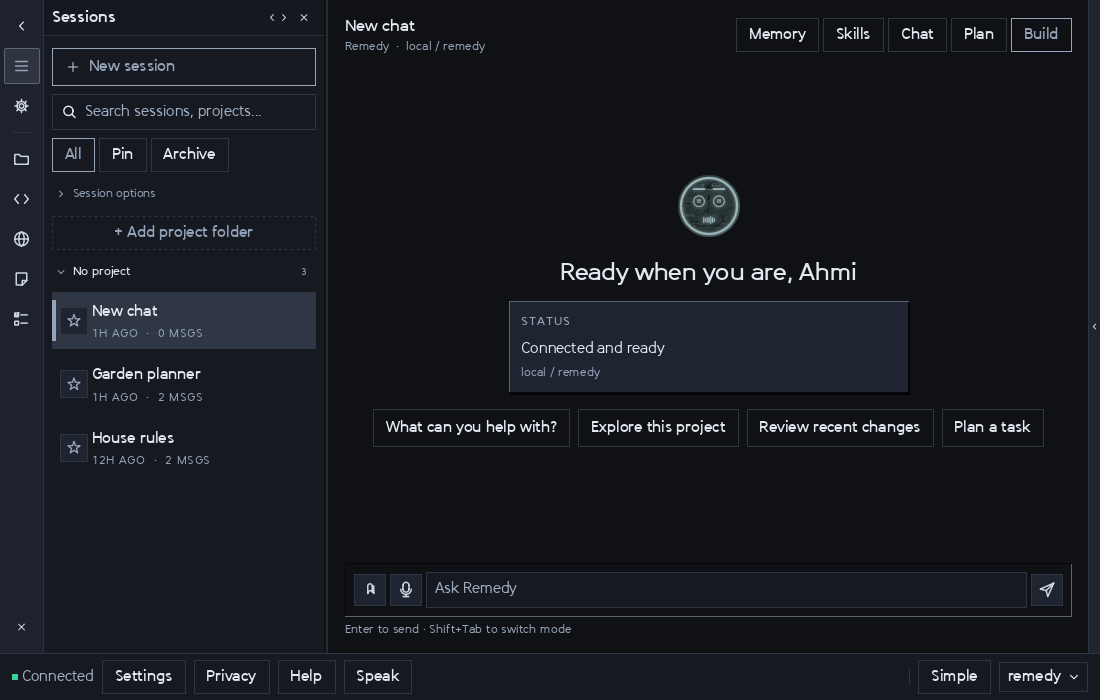 Sessions
New session
Search sessions, projects...
All
Pin
Archive
Session options
+ Add project folder
No project
3
New chat
1H AGO · 0 MSGS
Garden planner
1H AGO · 2 MSGS
House rules
12H AGO · 2 MSGS
New chat
Remedy · local / remedy
Memory
Skills
Chat
Plan
Build
Ready when you are, Ahmi
STATUS
Connected and ready
local / remedy
What can you help with?
Explore this project
Review recent changes
Plan a task
Ask Remedy
Enter to send · Shift+Tab to switch mode
Connected
Settings
Privacy
Help
Speak
Simple
remedy